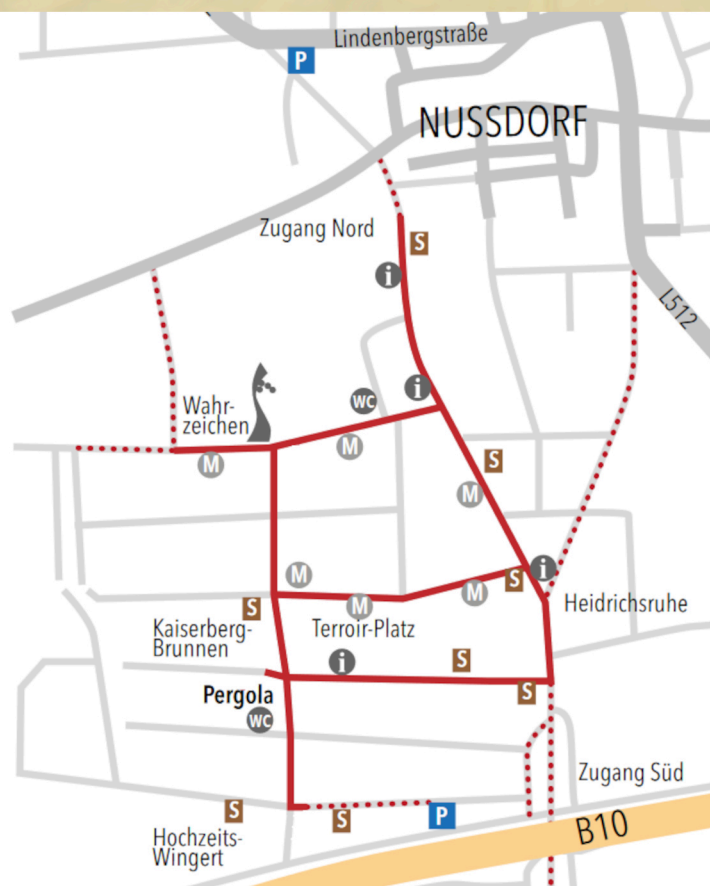 Lindenbergstraße
P
NUSSDORF
Zugang Nord
S
i
L512
i
WC
Wahr-
zeichen
M
M
S
M
i
M
S
M
M
S
Heidrichsruhe
Kaiserberg-
Brunnen
Terroir-Platz
i
S
Pergola
S
WC
Zugang Süd
S
S
P
B10
Hochzeits-
Wingert